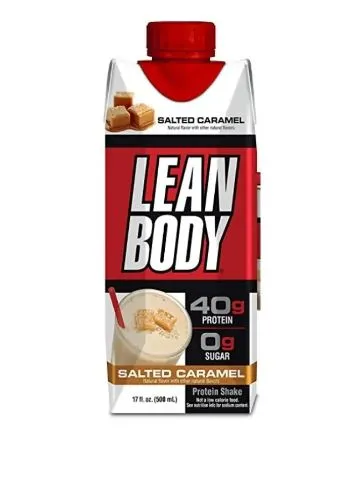 SALTED CARAMEL
Natural flavor with other natural flavors
LEAN
BODY
40g
PROTEIN
0g
SUGAR
SALTED CARAMEL
Natural flavor with other natural flavors
17 fl. oz. (500 mL)
Protein Shake
Not a low calorie food.
See nutrition info for sodium content.